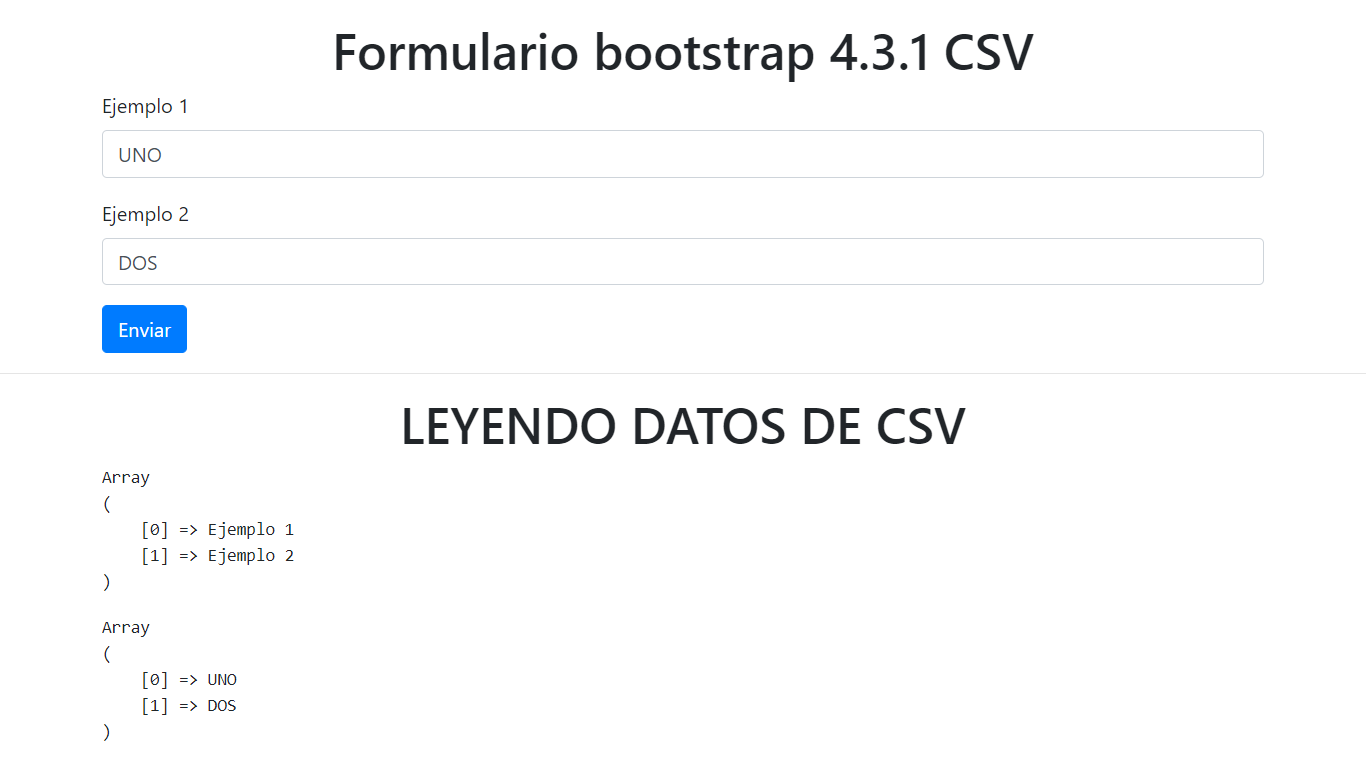 Formulario bootstrap 4.3.1 CSV
Ejemplo 1
UNO
Ejemplo 2
DOS
Enviar
LEYENDO DATOS DE CSV
Array
(
    [0] => Ejemplo 1
    [1] => Ejemplo 2
)
Array
(
    [0] => UNO
    [1] => DOS
)